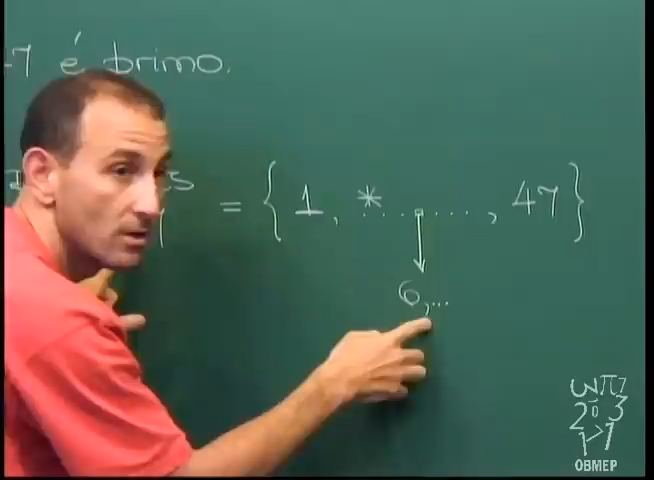 47 é primo.
= { 1, * ........, 47 }
6,...
OBMEP